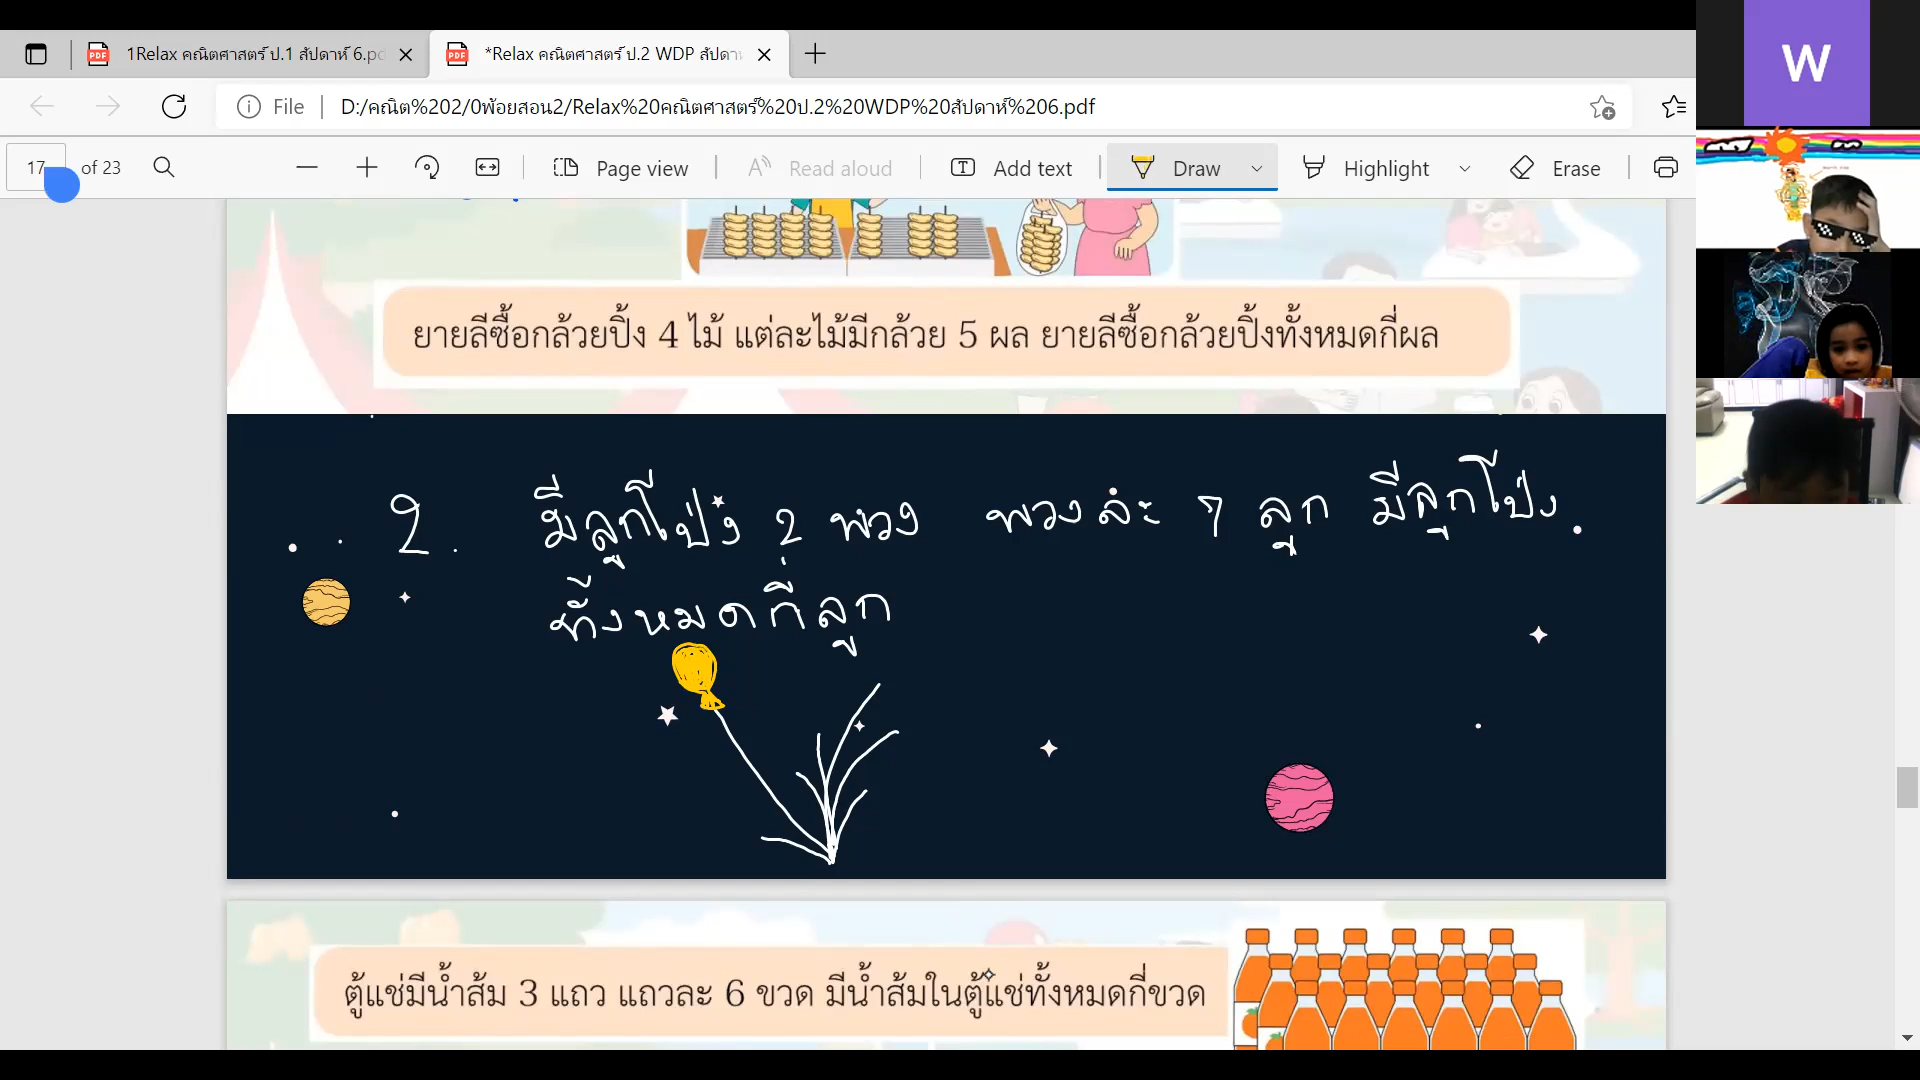 1Relax คณิตศาสตร์ ป.1 สัปดาห์ 6.pd
*Relax คณิตศาสตร์ ป.2 WDP สัปดา
File D:/คณิต%202/0พ้อยสอน2/Relax%20คณิตศาสตร์%20ป.2%20WDP%20สัปดาห์%206.pdf
17 of 23 Page view Read aloud Add text Draw Highlight Erase
W
ยายลีซื้อกล้วยปิ้ง 4 ไม้ แต่ละไม้มีกล้วย 5 ผล ยายลีซื้อกล้วยปิ้งทั้งหมดกี่ผล
2. มีลูกโป่ง 2 พวง พวงละ 7 ลูก มีลูกโป่ง
ทั้งหมดกี่ลูก
ตู้แช่มีน้ำส้ม 3 แถว แถวละ 6 ขวด มีน้ำส้มในตู้แช่ทั้งหมดกี่ขวด